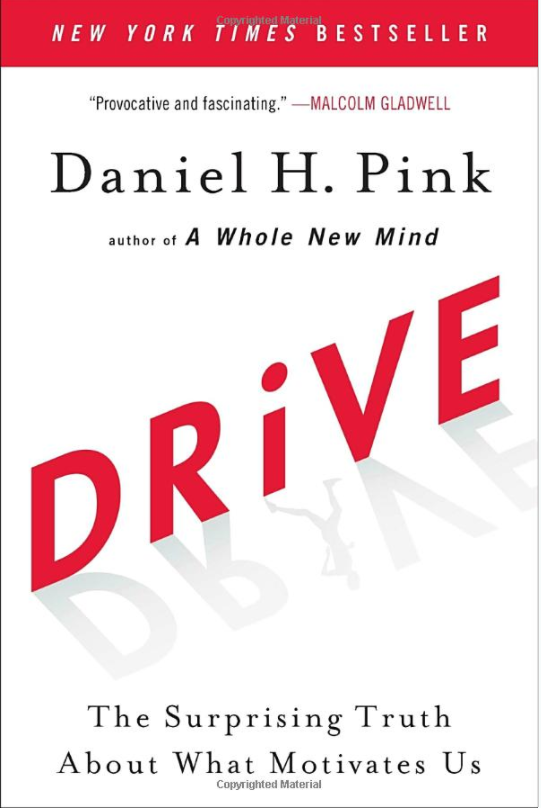 Copyrighted Material
NEW YORK TIMES BESTSELLER
“Provocative and fascinating.” —MALCOLM GLADWELL
Daniel H. Pink
author of A Whole New Mind
DRiVE
The Surprising Truth
About What Motivates Us
Copyrighted Material